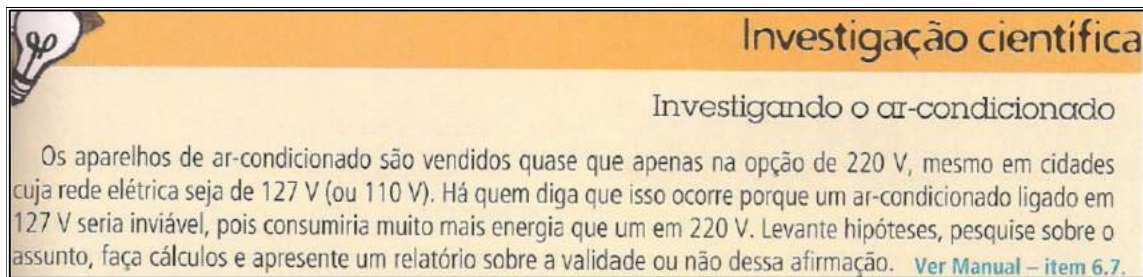 Investigação científica
Investigando o ar-condicionado
Os aparelhos de ar-condicionado são vendidos quase que apenas na opção de 220 V, mesmo em cidades
cuja rede elétrica seja de 127 V (ou 110 V). Há quem diga que isso ocorre porque um ar-condicionado ligado em
127 V seria inviável, pois consumiria muito mais energia que um em 220 V. Levante hipóteses, pesquise sobre o
assunto, faça cálculos e apresente um relatório sobre a validade ou não dessa afirmação. Ver Manual – item 6.7.